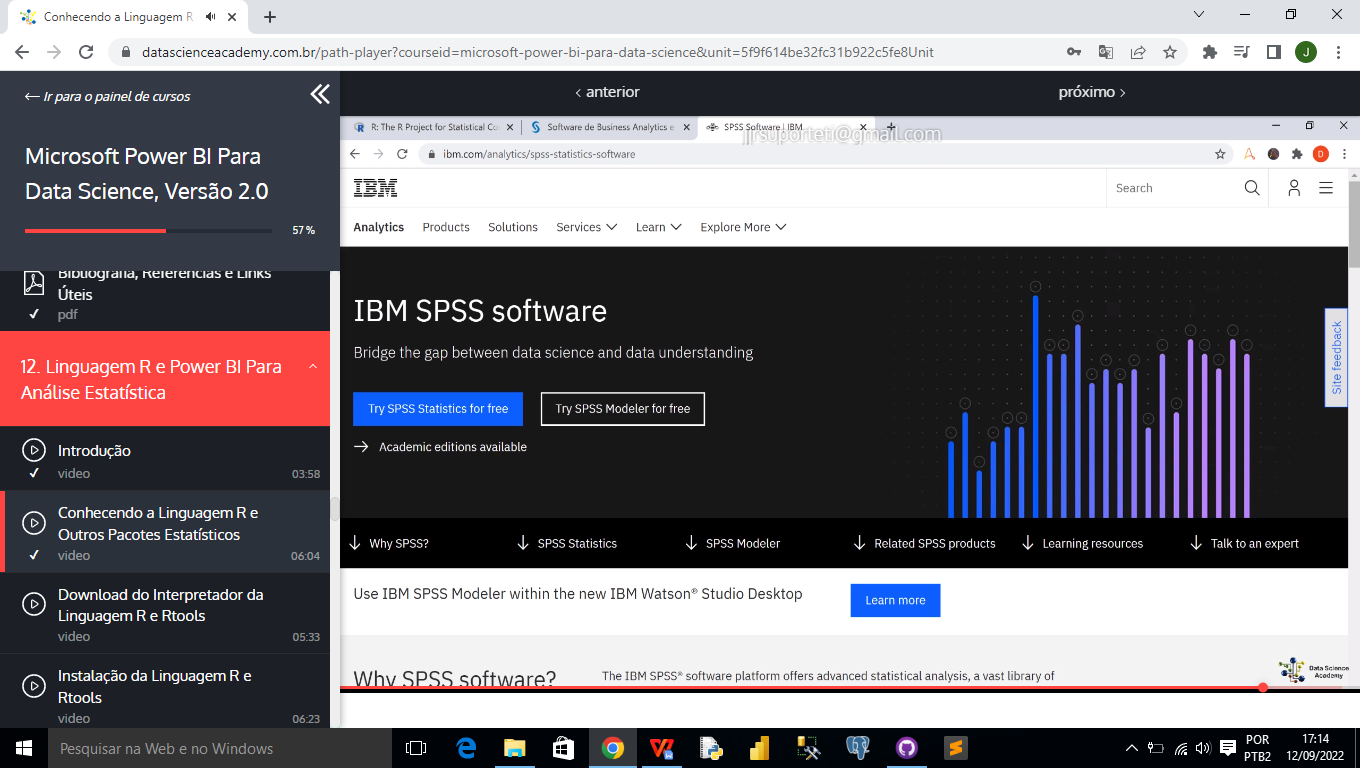 Conhecendo a Linguagem R
datascienceacademy.com.br/path-player?courseid=microsoft-power-bi-para-data-science&unit=5f9f614be32fc31b922c5fe8Unit
J
Ir para o painel de cursos
Microsoft Power BI Para
Data Science, Versão 2.0
57 %
Bibliografia, Referências e Links
Úteis
pdf
12. Linguagem R e Power BI Para
Análise Estatística
Introdução
video 03:58
Conhecendo a Linguagem R e
Outros Pacotes Estatísticos
video 06:04
Download do Interpretador da
Linguagem R e Rtools
video 05:33
Instalação da Linguagem R e
Rtools
video 06:23
‹ anterior
próximo ›
R: The R Project for Statistical Co
Software de Business Analytics e
SPSS Software | IBM
jjrsuporteti@gmail.com
ibm.com/analytics/spss-statistics-software
D
IBM
Search
Analytics Products Solutions Services Learn Explore More
IBM SPSS software
Bridge the gap between data science and data understanding
Try SPSS Statistics for free
Try SPSS Modeler for free
Academic editions available
Site feedback
Why SPSS?
SPSS Statistics
SPSS Modeler
Related SPSS products
Learning resources
Talk to an expert
Use IBM SPSS Modeler within the new IBM Watson® Studio Desktop
Learn more
Why SPSS software?
The IBM SPSS® software platform offers advanced statistical analysis, a vast library of
Data Science
Academy
Pesquisar na Web e no Windows
POR
PTB2
17:14
12/09/2022